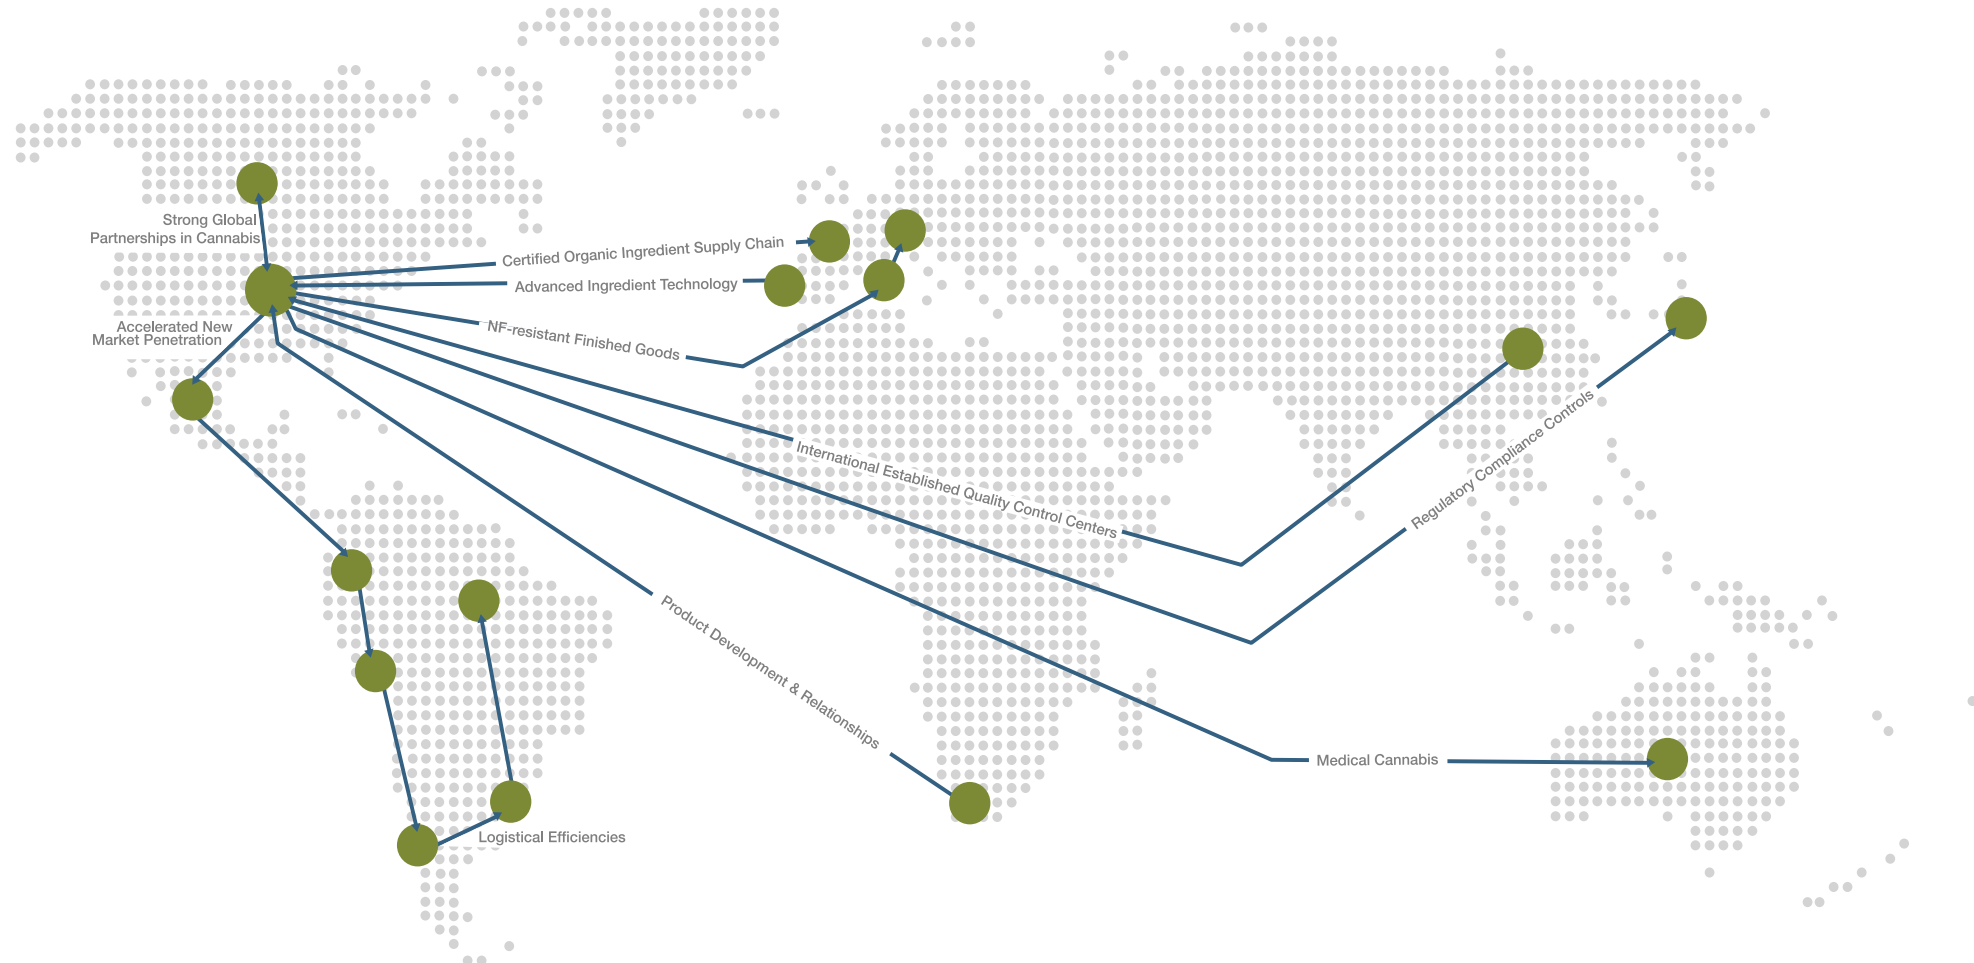 Strong Global
Partnerships in Cannabis
Certified Organic Ingredient Supply Chain
Advanced Ingredient Technology
NF-resistant Finished Goods
Accelerated New
Market Penetration
International Established Quality Control Centers
Regulatory Compliance Controls
Product Development & Relationships
Medical Cannabis
Logistical Efficiencies